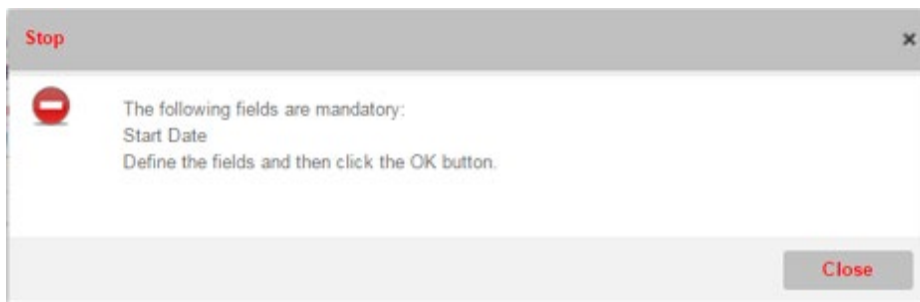 Stop
The following fields are mandatory:
Start Date
Define the fields and then click the OK button.
Close